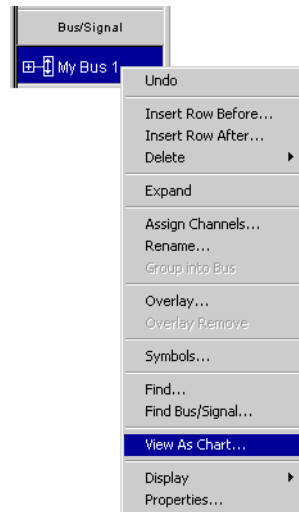 Bus/Signal
My Bus 1
Undo
Insert Row Before...
Insert Row After...
Delete
Expand
Assign Channels...
Rename...
Group into Bus
Overlay...
Overlay Remove
Symbols...
Find...
Find Bus/Signal...
View As Chart...
Display
Properties...